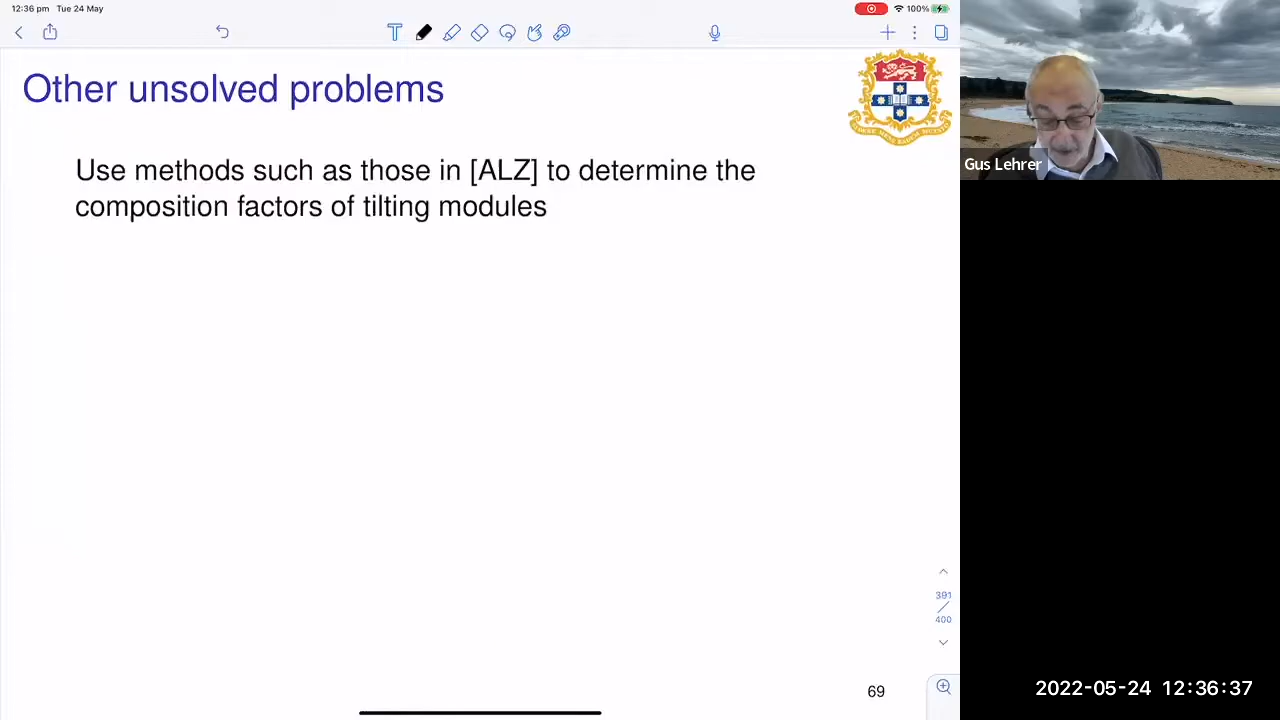 12:36 pm Tue 24 May
100%
Other unsolved problems
Use methods such as those in [ALZ] to determine the
composition factors of tilting modules
Gus Lehrer
391
400
69
2022-05-24 12:36:37